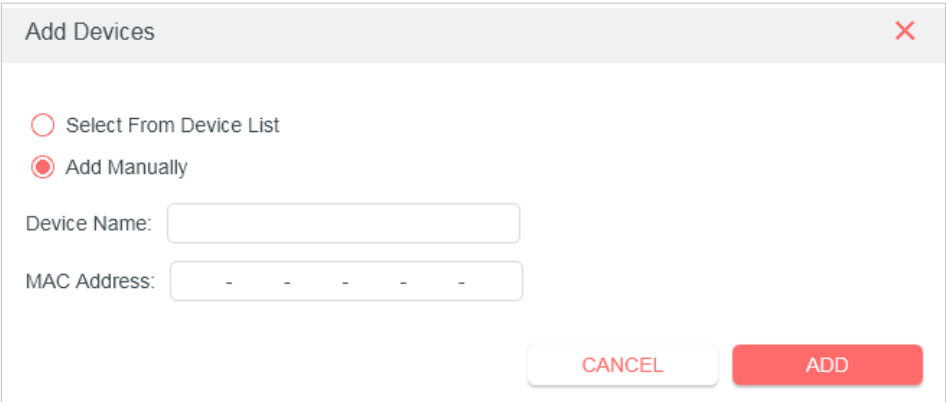 Add Devices
Select From Device List
Add Manually
Device Name:
MAC Address: - - - - -
CANCEL ADD